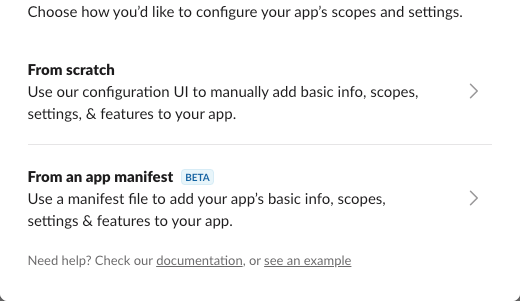 Choose how you'd like to configure your app's scopes and settings.
From scratch
Use our configuration UI to manually add basic info, scopes,
settings, & features to your app.
From an app manifest BETA
Use a manifest file to add your app's basic info, scopes,
settings & features to your app.
Need help? Check our documentation, or see an example